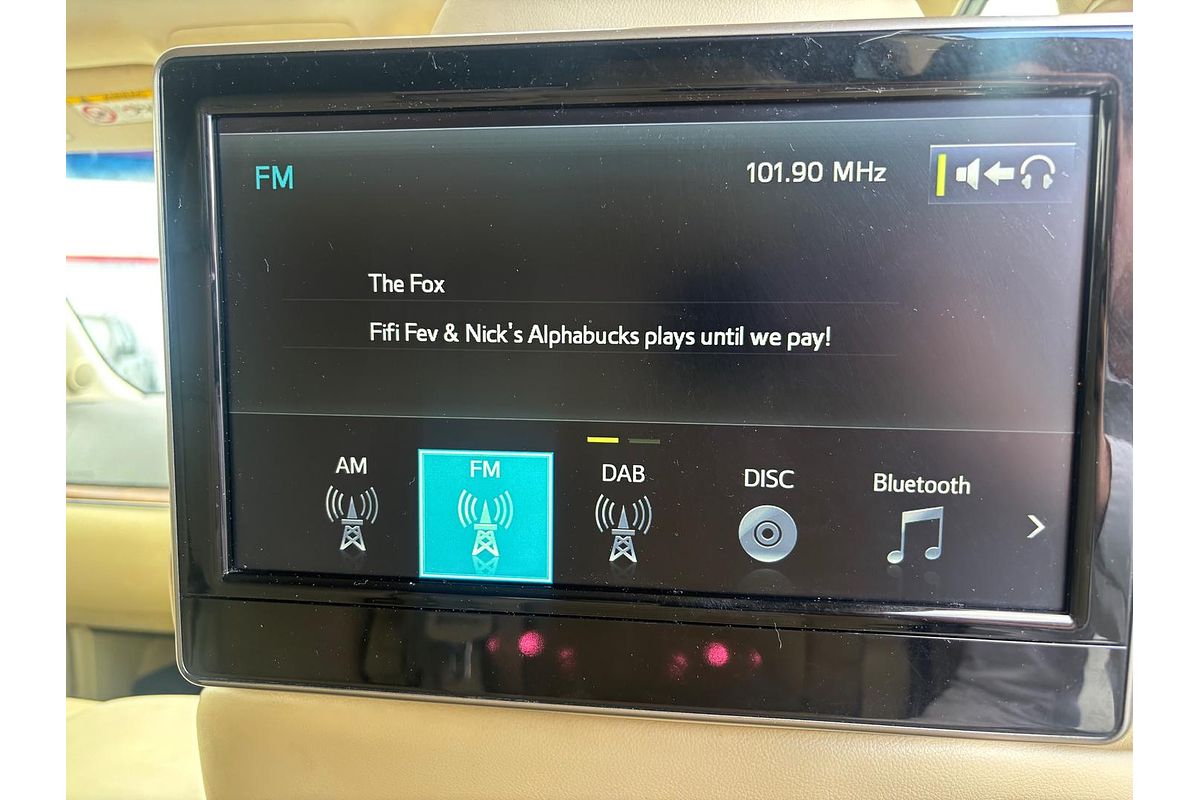 FM
101.90 MHz
The Fox
Fifi Fev & Nick's Alphabucks plays until we pay!
AM
FM
DAB
DISC
Bluetooth